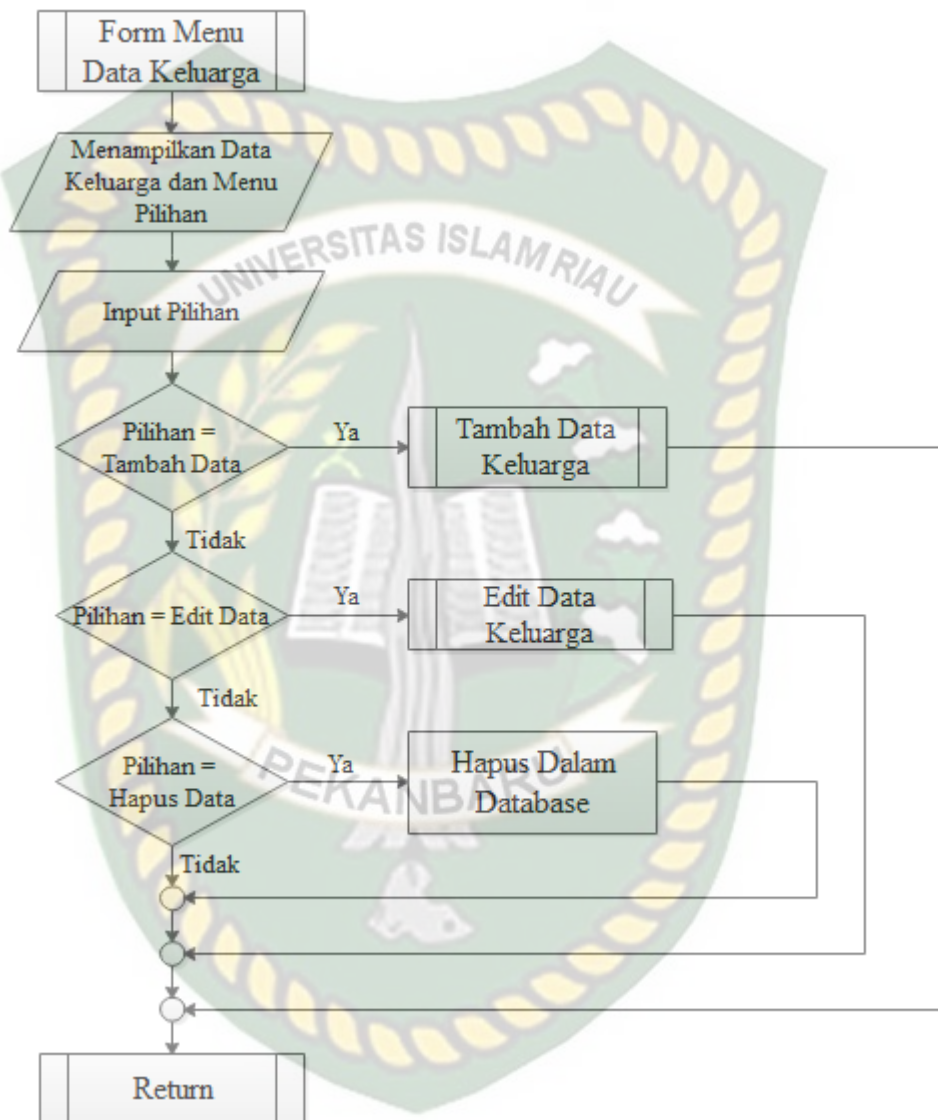 Form Menu
Data Keluarga
Menampilkan Data
Keluarga dan Menu
Pilihan
UNIVERSITAS ISLAM RIAU
Input Pilihan
Pilihan =
Tambah Data
Ya
Tambah Data
Keluarga
Tidak
Pilihan = Edit Data
Ya
Edit Data
Keluarga
Tidak
Pilihan =
Hapus Data
Ya
Hapus Dalam
Database
PEKANBARU
Tidak
Return